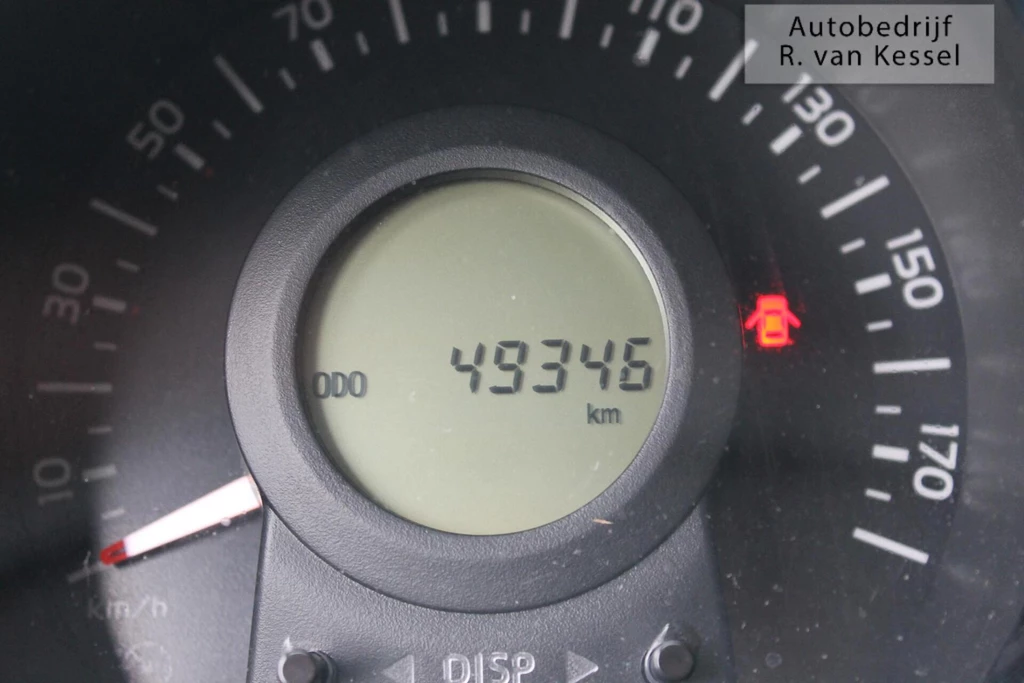 Autobedrijf
R. van Kessel
70
110
50
130
30
150
ODO 49346
km
10
170
km/h
DISP